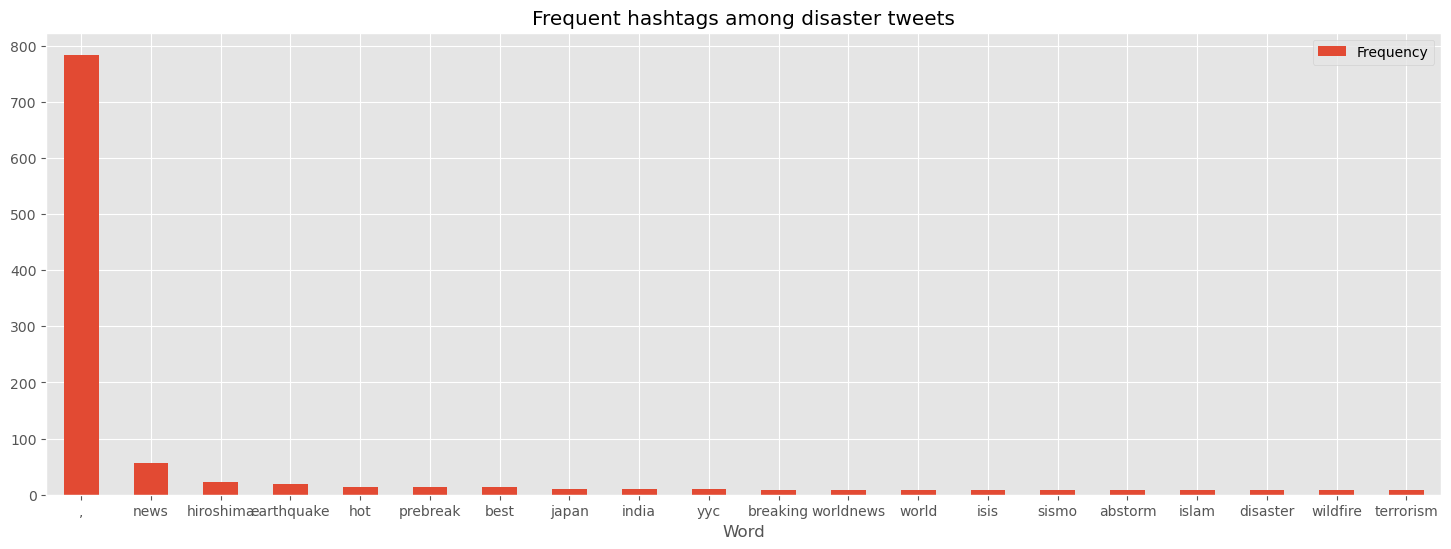 Frequent hashtags among disaster tweets
Frequency
800
700
600
500
400
300
200
100
0
, news hiroshima earthquake hot prebreak best japan india yyc breaking worldnews world isis sismo abstorm islam disaster wildfire terrorism
Word